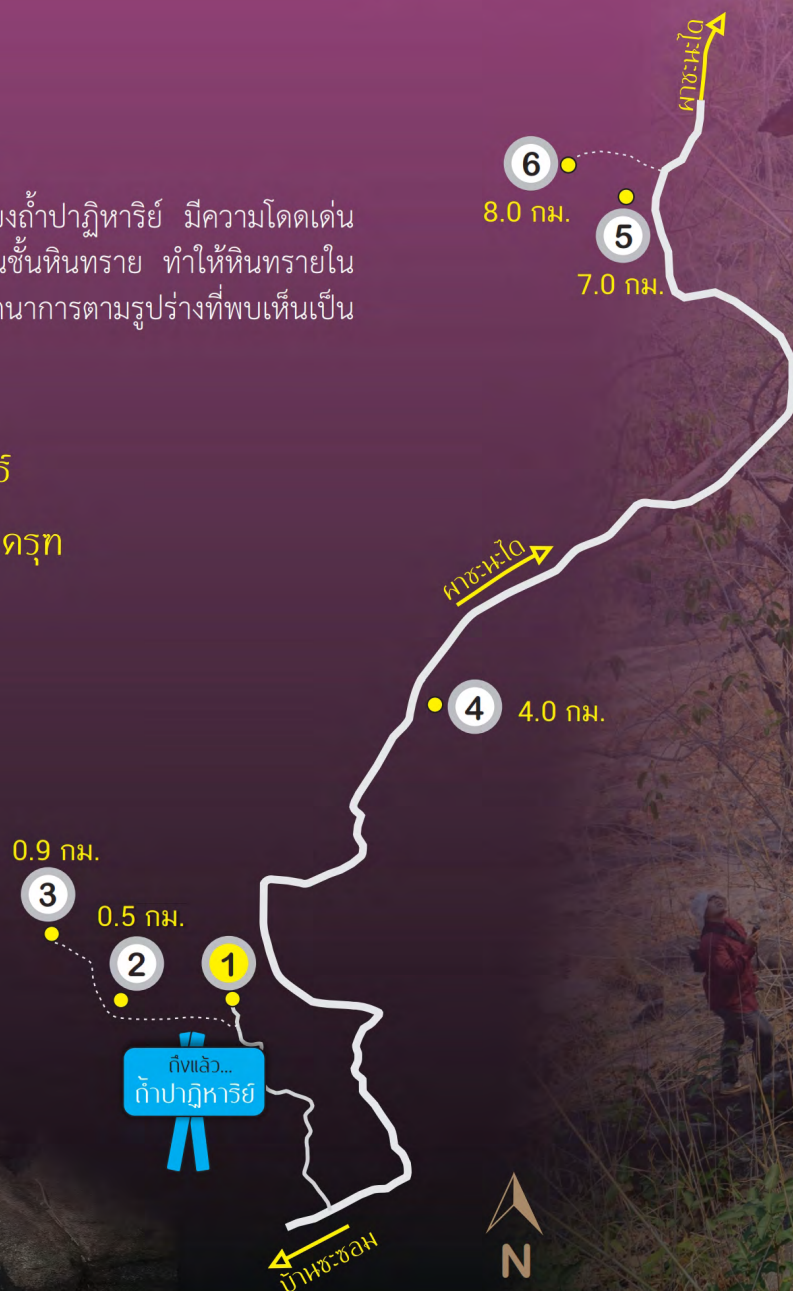 ผาชะนะได
6
8.0 กม.
5
7.0 กม.
ถ้ำปาฏิหาริย์ มีความโดดเด่น
ชั้นหินทราย ทำให้หินทรายใน
นาการตามรูปร่างที่พบเห็นเป็น
ครุฑ
ผาชะนะได
4
4.0 กม.
0.9 กม.
3
0.5 กม.
2
1
ถึงแล้ว...
ถ้ำปาฏิหาริย์
บ้านซะซอม
N